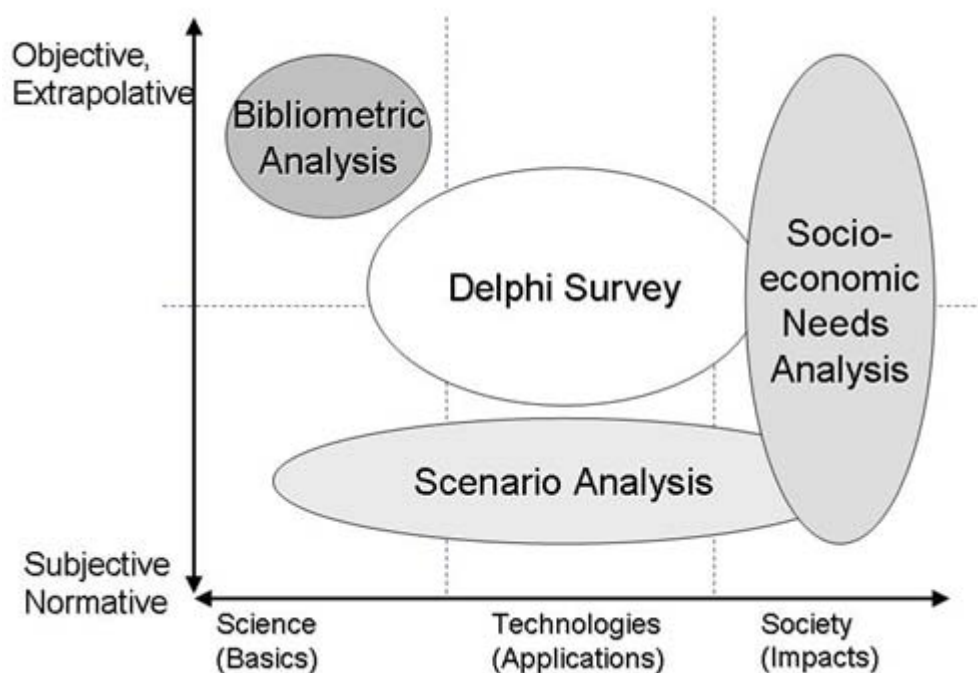 Objective,
Extrapolative
Bibliometric
Analysis
Delphi Survey
Socio-
economic
Needs
Analysis
Scenario Analysis
Subjective
Normative
Science
(Basics)
Technologies
(Applications)
Society
(Impacts)